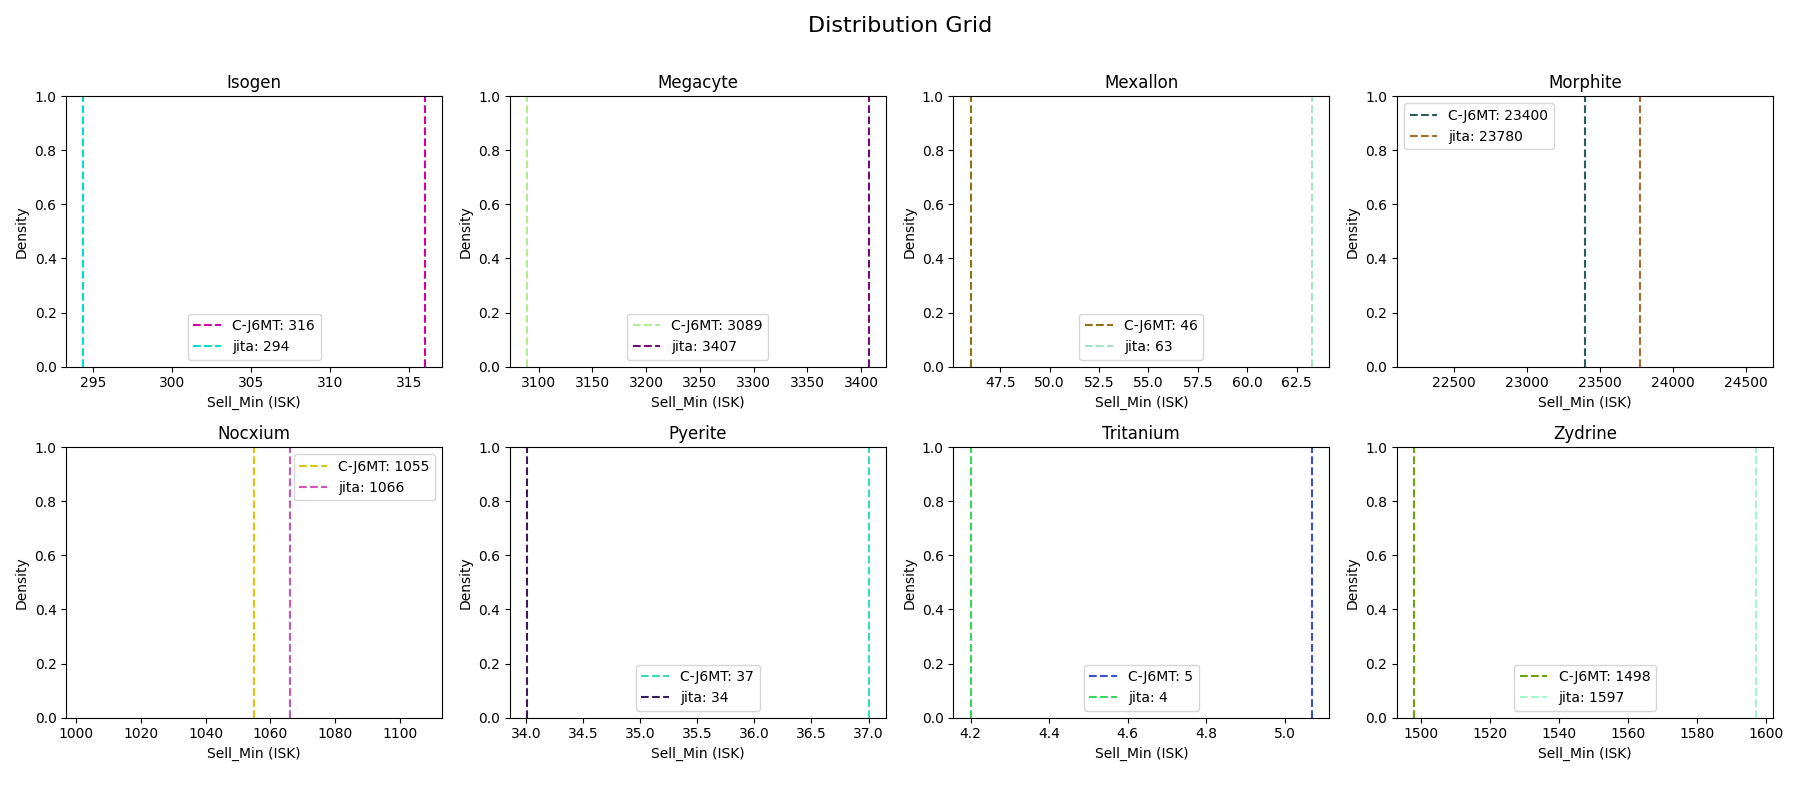 Distribution Grid
Isogen
1.0
0.8
0.6
0.4
0.2
0.0
Density
C-J6MT: 316
jita: 294
295 300 305 310 315
Sell_Min (ISK)
Megacyte
1.0
0.8
0.6
0.4
0.2
0.0
Density
C-J6MT: 3089
jita: 3407
3100 3150 3200 3250 3300 3350 3400
Sell_Min (ISK)
Mexallon
1.0
0.8
0.6
0.4
0.2
0.0
Density
C-J6MT: 46
jita: 63
47.5 50.0 52.5 55.0 57.5 60.0 62.5
Sell_Min (ISK)
Morphite
1.0
0.8
0.6
0.4
0.2
0.0
Density
C-J6MT: 23400
jita: 23780
22500 23000 23500 24000 24500
Sell_Min (ISK)
Nocxium
1.0
0.8
0.6
0.4
0.2
0.0
Density
C-J6MT: 1055
jita: 1066
1000 1020 1040 1060 1080 1100
Sell_Min (ISK)
Pyerite
1.0
0.8
0.6
0.4
0.2
0.0
Density
C-J6MT: 37
jita: 34
34.0 34.5 35.0 35.5 36.0 36.5 37.0
Sell_Min (ISK)
Tritanium
1.0
0.8
0.6
0.4
0.2
0.0
Density
C-J6MT: 5
jita: 4
4.2 4.4 4.6 4.8 5.0
Sell_Min (ISK)
Zydrine
1.0
0.8
0.6
0.4
0.2
0.0
Density
C-J6MT: 1498
jita: 1597
1500 1520 1540 1560 1580 1600
Sell_Min (ISK)